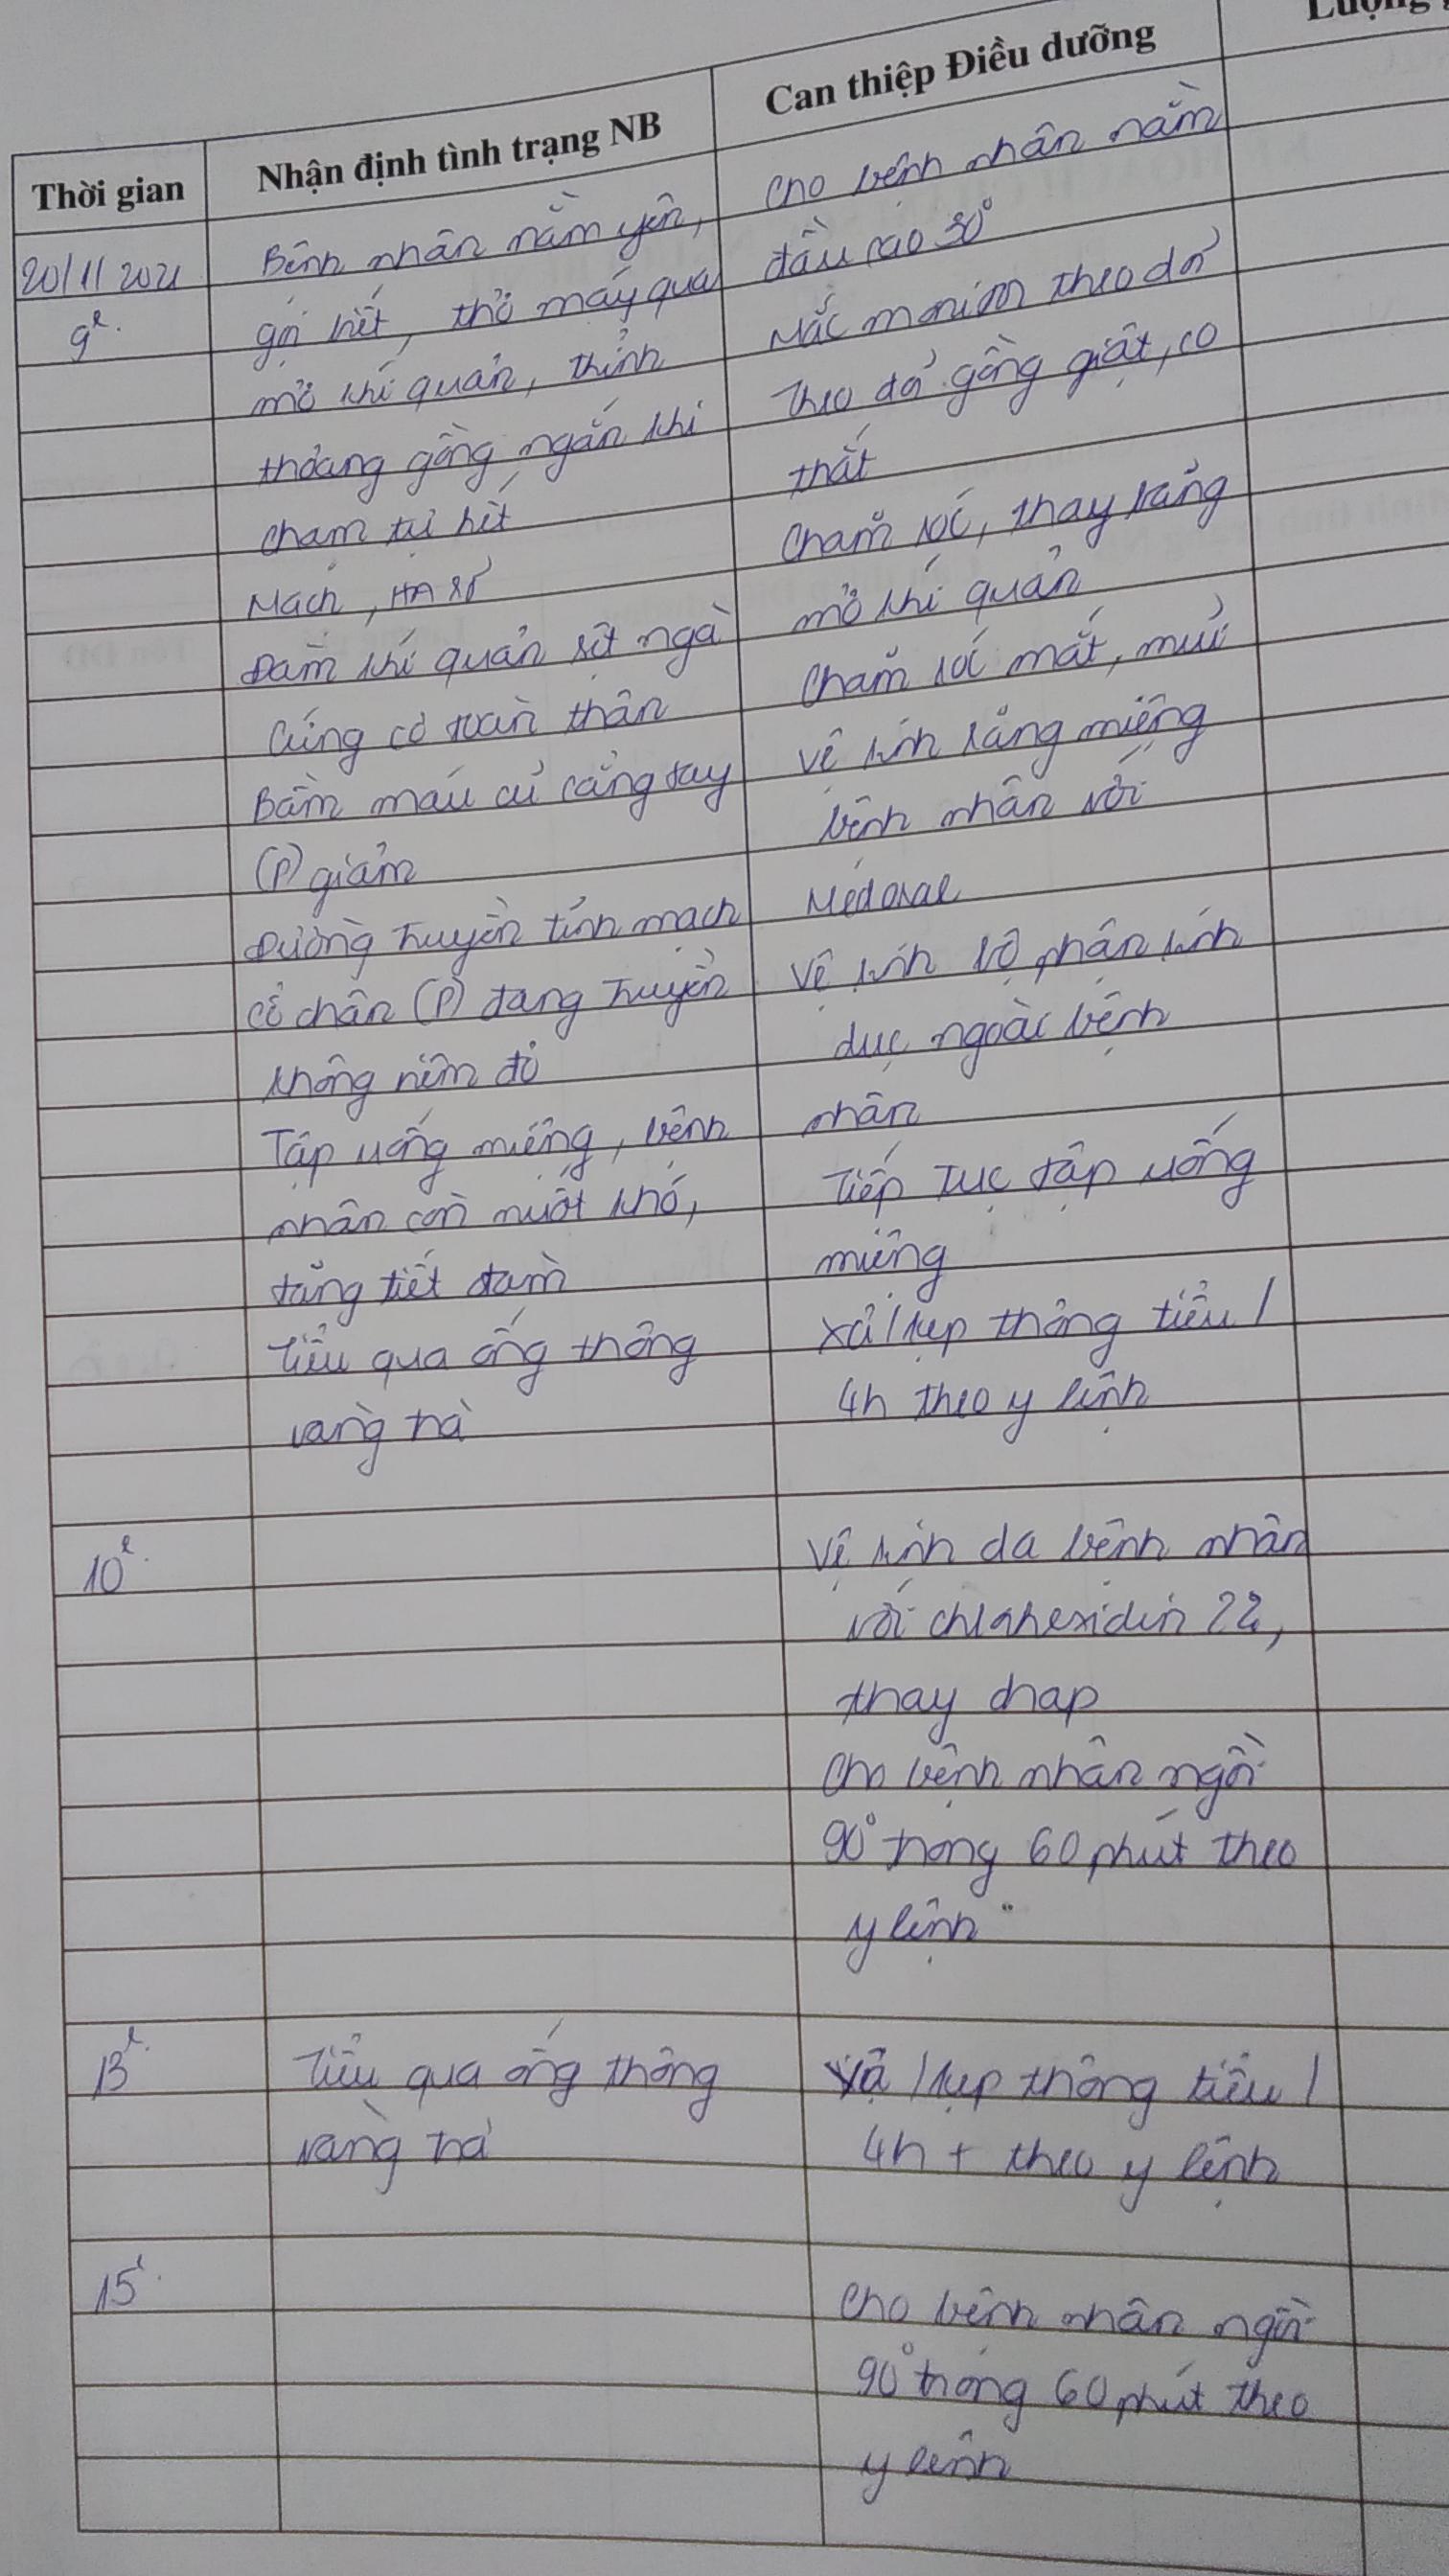 Thời gian
Nhận định tình trạng NB
Can thiệp Điều dưỡng
Lượng
20/11 2021
9h
Bệnh nhân nằm yên,
gọi biết, thở máy qua
mở khí quản, thỉnh
thoảng gồng ngắn khi
chạm tự hết
Mạch, HA số
Đàm khí quản sệt ngà
Cứng cơ toàn thân
Bầm máu cũ cẳng tay
(P) giảm
Đường truyền tĩnh mạch
cổ chân (P) đang truyền
không viêm đỏ
Tập uống miệng, bệnh
nhân còn nuốt khó,
tăng tiết đàm
Tiểu qua ống thông
vàng trà
Cho bệnh nhân nằm
đầu cao 30°
Mắc monitor theo dõi
Theo dõi gồng giật, co
thắt
Chăm sóc, thay băng
mở khí quản
Chăm sóc mắt, mũi
Vệ sinh răng miệng
bệnh nhân với
Medoral
Vệ sinh bộ phận sinh
dục ngoài bệnh
nhân
Tiếp tục tập uống
miệng
Xả/kẹp thông tiểu/
4h theo y lệnh
10h
Vệ sinh da bệnh nhân
với chlohexidin 2%,
thay drap
Cho bệnh nhân ngồi
90° trong 60 phút theo
y lệnh
13h
Tiểu qua ống thông
vàng trà
Xả/kẹp thông tiểu/
4h + theo y lệnh
15h
Cho bệnh nhân ngồi
90° trong 60 phút theo
y lệnh